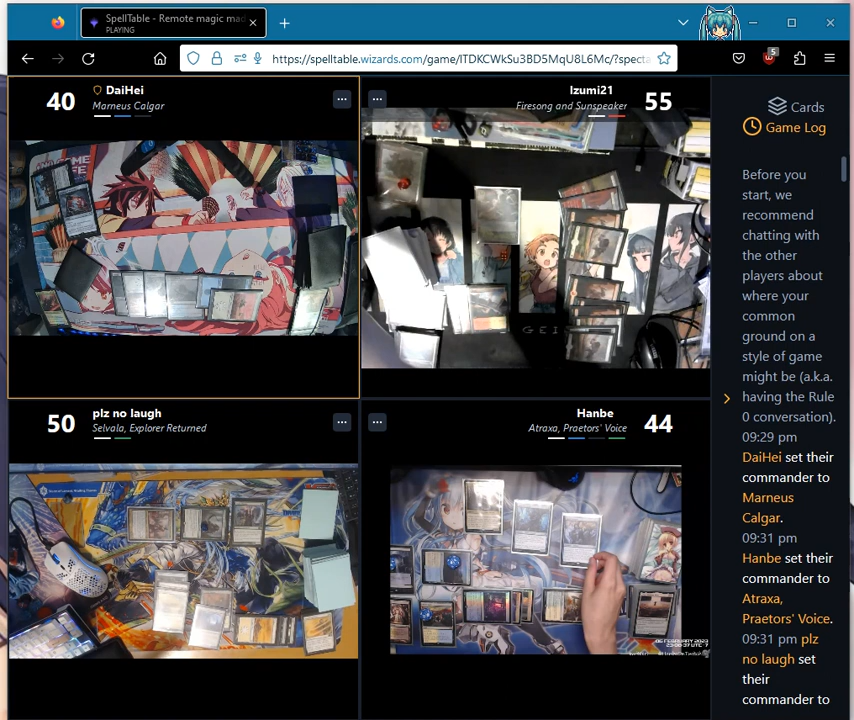 SpellTable - Remote magic mad
PLAYING
https://spelltable.wizards.com/game/ITDKCWkSu3BD5MqU8L6Mc/?specta
5
40
DaiHei
Marneus Calgar
Izumi21
Firesong and Sunspeaker
55
50
plz no laugh
Selvala, Explorer Returned
Hanbe
Atraxa, Praetors' Voice
44
Cards
Game Log
Before you
start, we
recommend
chatting with
the other
players about
where your
common
ground on a
style of game
might be (a.k.a.
having the Rule
0 conversation).
09:29 pm
DaiHei set their
commander to
Marneus
Calgar.
09:31 pm
Hanbe set their
commander to
Atraxa,
Praetors' Voice.
09:31 pm plz
no laugh set
their
commander to